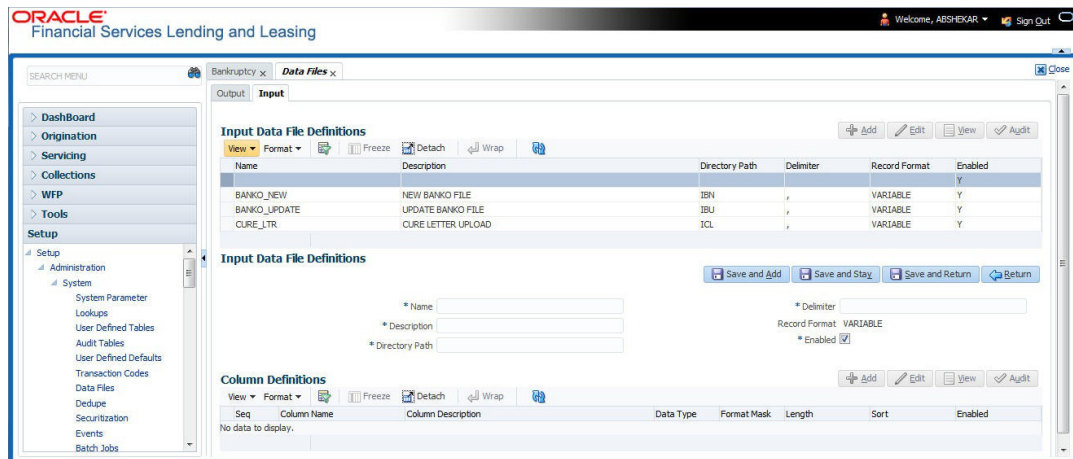 ORACLE®
Financial Services Lending and Leasing
Welcome, ABSHEKAR
Sign Out
SEARCH MENU
Bankruptcy
Data Files
Close
Output
Input
DashBoard
Origination
Servicing
Collections
WFP
Tools
Setup
Setup
Administration
System
System Parameter
Lookups
User Defined Tables
Audit Tables
User Defined Defaults
Transaction Codes
Data Files
Dedupe
Securitization
Events
Batch Jobs
Input Data File Definitions
Add Edit View Audit
View Format Freeze Detach Wrap
Name Description Directory Path Delimiter Record Format Enabled
Y
BANKO_NEW NEW BANKO FILE IBN , VARIABLE Y
BANKO_UPDATE UPDATE BANKO FILE IBU , VARIABLE Y
CURE_LTR CURE LETTER UPLOAD ICL , VARIABLE Y
Input Data File Definitions
Save and Add Save and Stay Save and Return Return
* Name
* Description
* Directory Path
* Delimiter
Record Format VARIABLE
* Enabled
Column Definitions
Add Edit View Audit
View Format Freeze Detach Wrap
Seq Column Name Column Description Data Type Format Mask Length Sort Enabled
No data to display.